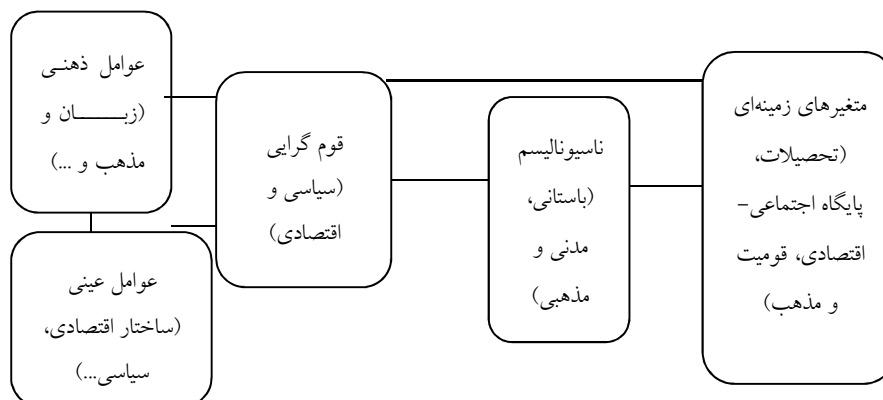 متغیرهای زمینه‌ای
(تحصیلات،
پایگاه اجتماعی-
اقتصادی، قومیت
و مذهب)
ناسیونالیسم
(باستانی،
مدنی و
مذهبی)
قوم گرایی
(سیاسی و
اقتصادی)
عوامل ذهنـی
(زبـــــان و
مذهب و ...)
عوامل عینی
(ساختار اقتصادی،
سیاسی...)